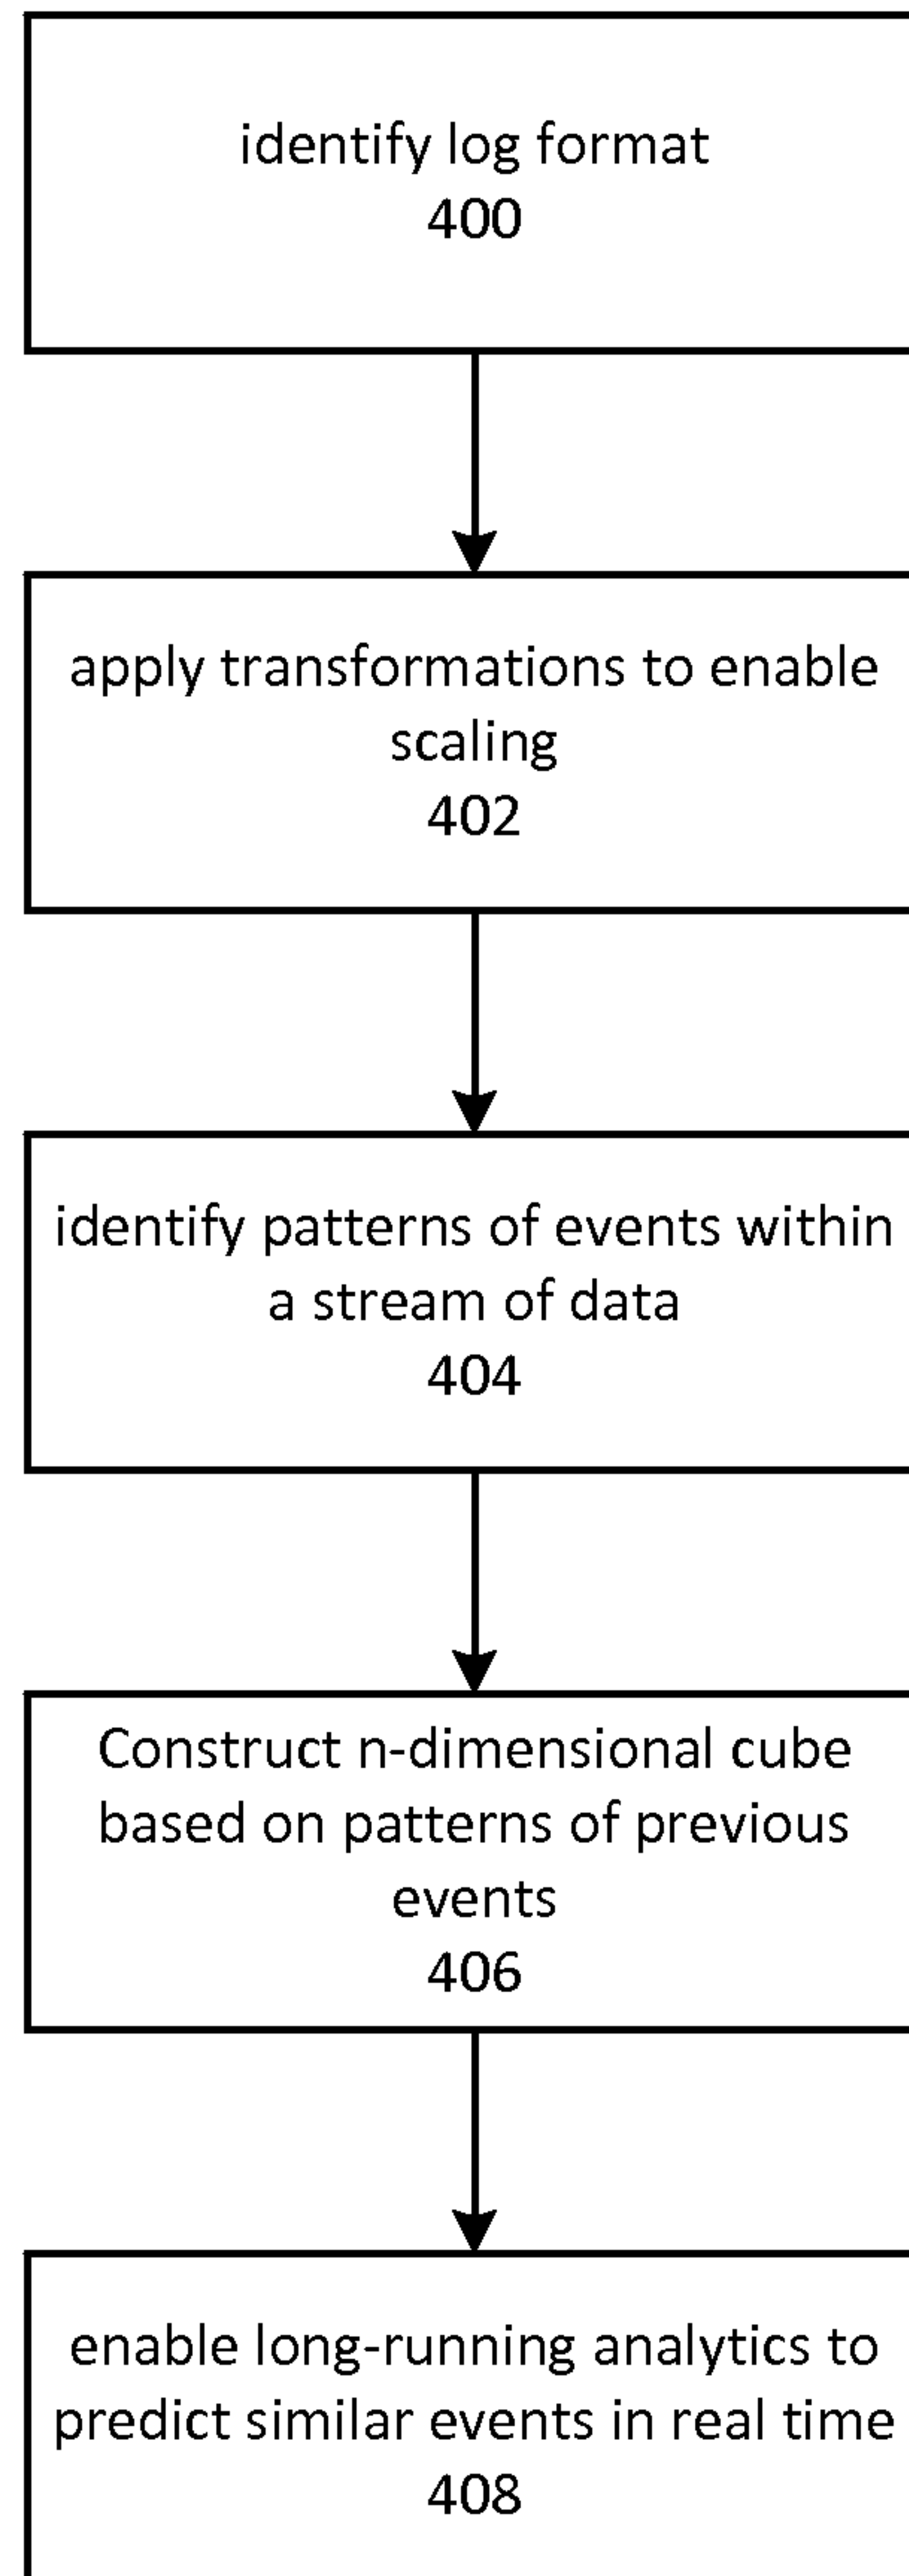 identify log format
400
apply transformations to enable
scaling
402
identify patterns of events within
a stream of data
404
Construct n-dimensional cube
based on patterns of previous
events
406
enable long-running analytics to
predict similar events in real time
408